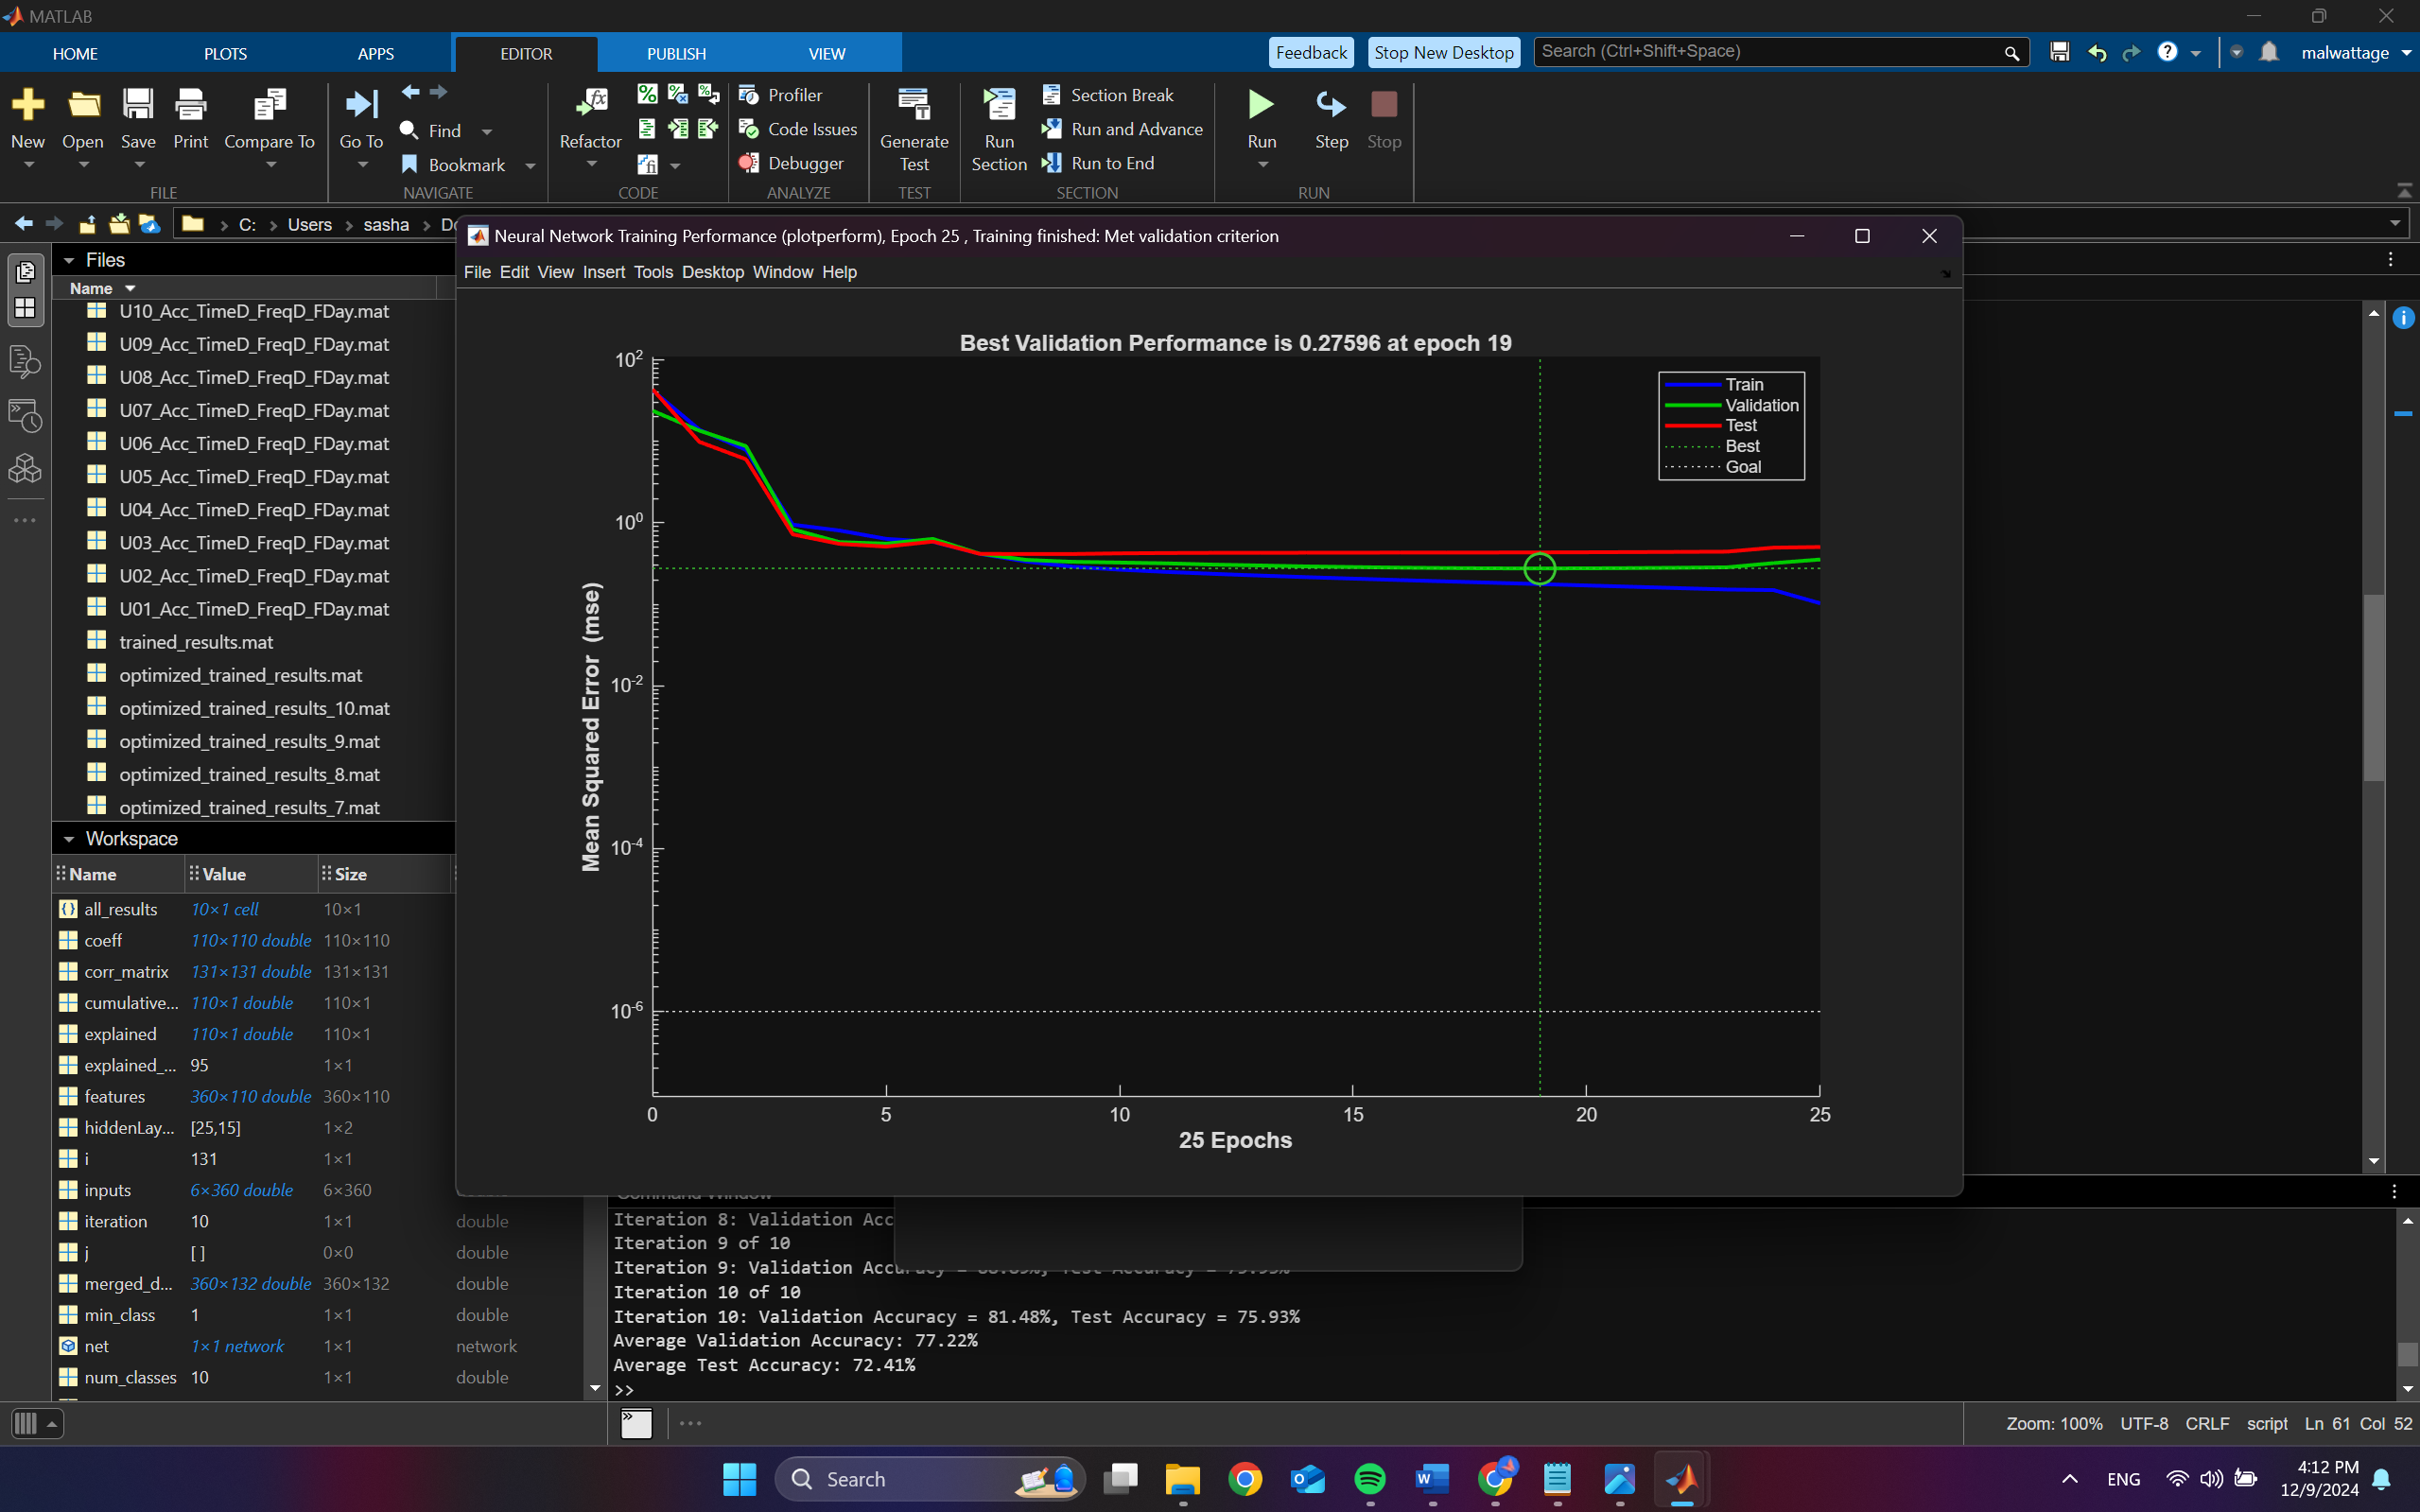 MATLAB
HOME PLOTS APPS EDITOR PUBLISH VIEW Feedback Stop New Desktop Search (Ctrl+Shift+Space) malwattage
New Open Save Print Compare To
FILE
Go To Find Bookmark
NAVIGATE
Refactor
CODE
Profiler
Code Issues
Debugger
ANALYZE
Generate Test
TEST
Run Section
Section Break
Run and Advance
Run to End
SECTION
Run Step Stop
RUN
C: Users sasha
Files
Name
U10_Acc_TimeD_FreqD_FDay.mat
U09_Acc_TimeD_FreqD_FDay.mat
U08_Acc_TimeD_FreqD_FDay.mat
U07_Acc_TimeD_FreqD_FDay.mat
U06_Acc_TimeD_FreqD_FDay.mat
U05_Acc_TimeD_FreqD_FDay.mat
U04_Acc_TimeD_FreqD_FDay.mat
U03_Acc_TimeD_FreqD_FDay.mat
U02_Acc_TimeD_FreqD_FDay.mat
U01_Acc_TimeD_FreqD_FDay.mat
trained_results.mat
optimized_trained_results.mat
optimized_trained_results_10.mat
optimized_trained_results_9.mat
optimized_trained_results_8.mat
optimized_trained_results_7.mat
Workspace
Name Value Size
all_results 10×1 cell 10×1
coeff 110×110 double 110×110
corr_matrix 131×131 double 131×131
cumulative... 110×1 double 110×1
explained 110×1 double 110×1
explained_... 95 1×1
features 360×110 double 360×110
hiddenLay... [25,15] 1×2
i 131 1×1
inputs 6×360 double 6×360
iteration 10 1×1 double
j [] 0×0 double
merged_d... 360×132 double 360×132 double
min_class 1 1×1 double
net 1×1 network 1×1 network
num_classes 10 1×1 double
Neural Network Training Performance (plotperform), Epoch 25 , Training finished: Met validation criterion
File Edit View Insert Tools Desktop Window Help
Best Validation Performance is 0.27596 at epoch 19
Train
Validation
Test
Best
Goal
Mean Squared Error (mse)
10^2
10^0
10^-2
10^-4
10^-6
0 5 10 15 20 25
25 Epochs
Iteration 8: Validation Acc
Iteration 9 of 10
Iteration 9: Validation
Iteration 10 of 10
Iteration 10: Validation Accuracy = 81.48%, Test Accuracy = 75.93%
Average Validation Accuracy: 77.22%
Average Test Accuracy: 72.41%
>>
Zoom: 100% UTF-8 CRLF script Ln 61 Col 52
Search
ENG
4:12 PM
12/9/2024